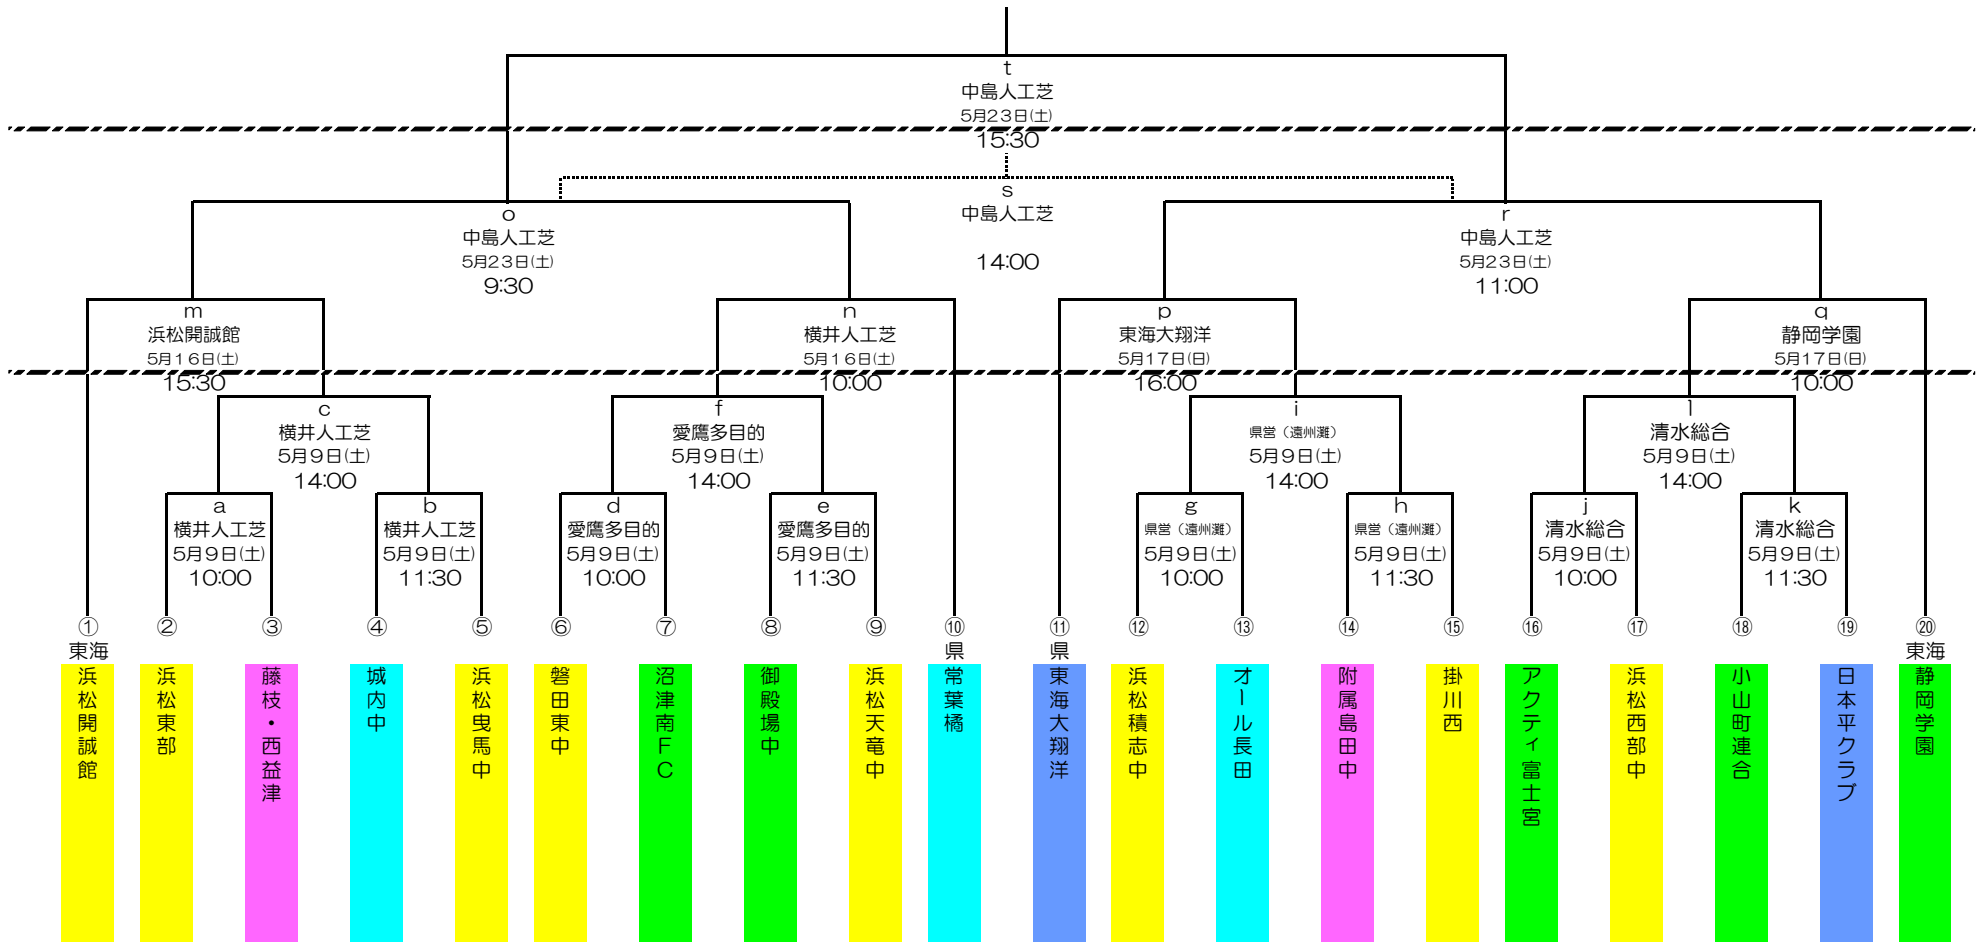 t
中島人工芝
5月23日(土)
15:30
s
中島人工芝
14:00
o
中島人工芝
5月23日(土)
9:30
r
中島人工芝
5月23日(土)
11:00
m
浜松開誠館
5月16日(土)
15:30
n
横井人工芝
5月16日(土)
10:00
p
東海大翔洋
5月17日(日)
16:00
q
静岡学園
5月17日(日)
10:00
c
横井人工芝
5月9日(土)
14:00
f
愛鷹多目的
5月9日(土)
14:00
i
県営(遠州灘)
5月9日(土)
14:00
l
清水総合
5月9日(土)
14:00
a
横井人工芝
5月9日(土)
10:00
b
横井人工芝
5月9日(土)
11:30
d
愛鷹多目的
5月9日(土)
10:00
e
愛鷹多目的
5月9日(土)
11:30
g
県営(遠州灘)
5月9日(土)
10:00
h
県営(遠州灘)
5月9日(土)
11:30
j
清水総合
5月9日(土)
10:00
k
清水総合
5月9日(土)
11:30
①
東海
浜松開誠館
②
浜松東部
③
藤枝・西益津
④
城内中
⑤
浜松曳馬中
⑥
磐田東中
⑦
沼津南FC
⑧
御殿場中
⑨
浜松天竜中
⑩
県
常葉橘
⑪
県
東海大翔洋
⑫
浜松積志中
⑬
オール長田
⑭
附属島田中
⑮
掛川西
⑯
アクティ富士宮
⑰
浜松西部中
⑱
小山町連合
⑲
日本平クラブ
⑳
東海
静岡学園